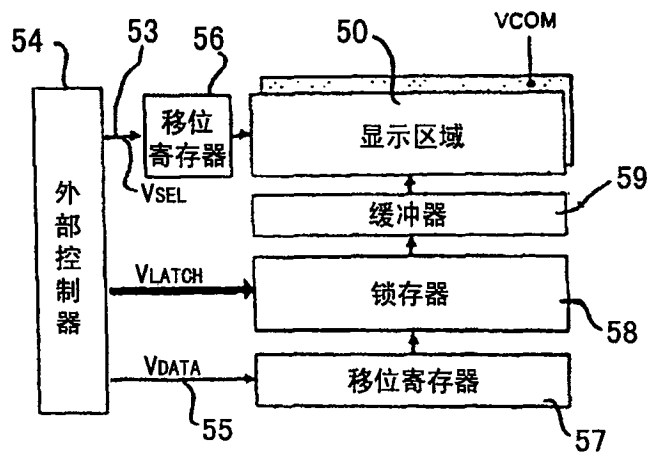 54
53
56
50
VCOM
移位
寄存器
显示区域
VSEL
59
缓冲器
外部控制器
VLATCH
锁存器
58
VDATA
移位寄存器
55
57